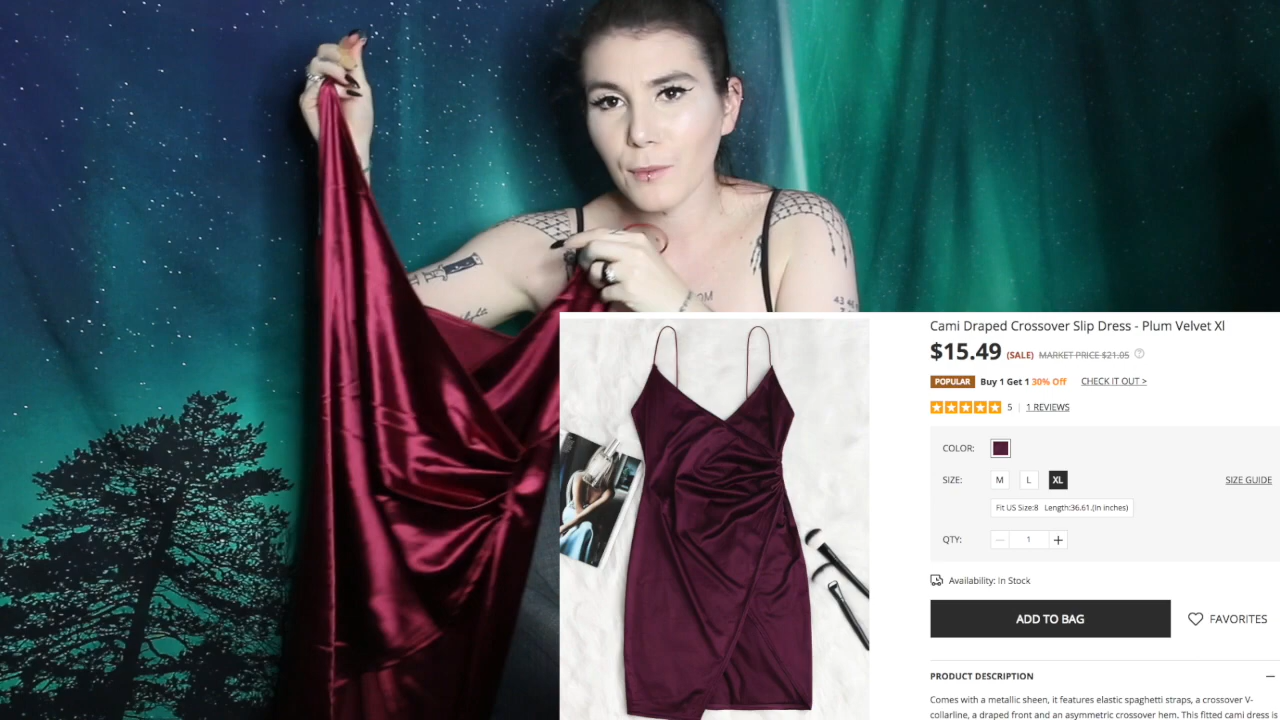 Cami Draped Crossover Slip Dress - Plum Velvet Xl
$15.49 (SALE) MARKET PRICE $21.05 ?
POPULAR Buy 1 Get 1 30% Off CHECK IT OUT >
5 | 1 REVIEWS
COLOR:
SIZE: M L XL SIZE GUIDE
Fit US Size:8 Length:36.61.(In inches)
QTY: — 1 +
Availability: In Stock
ADD TO BAG FAVORITES
PRODUCT DESCRIPTION —
Comes with a metallic sheen, it features elastic spaghetti straps, a crossover V-
collarline, a draped front and an asymmetric crossover hem. This fitted cami dress is